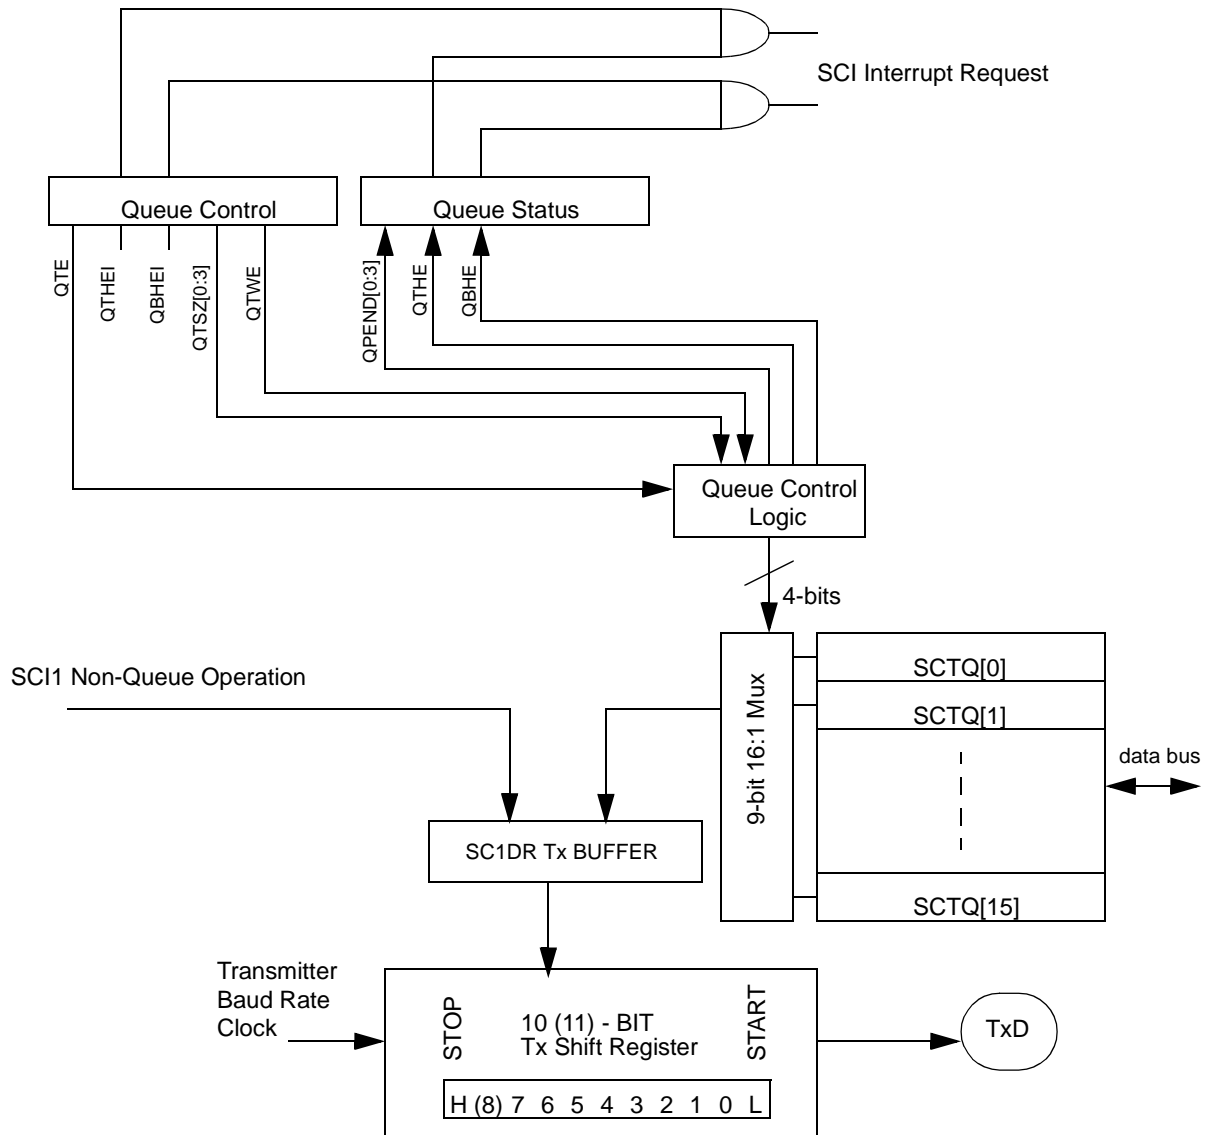 SCI Interrupt Request
Queue Control
Queue Status
QTE
QTHEI
QBHEI
QTSZ[0:3]
QTWE
QPEND[0:3]
QTHE
QBHE
Queue Control
Logic
4-bits
SCI1 Non-Queue Operation
9-bit 16:1 Mux
SCTQ[0]
SCTQ[1]
data bus
SC1DR Tx BUFFER
SCTQ[15]
Transmitter
Baud Rate
Clock
STOP
10 (11) - BIT
Tx Shift Register
START
TxD
H (8) 7 6 5 4 3 2 1 0 L